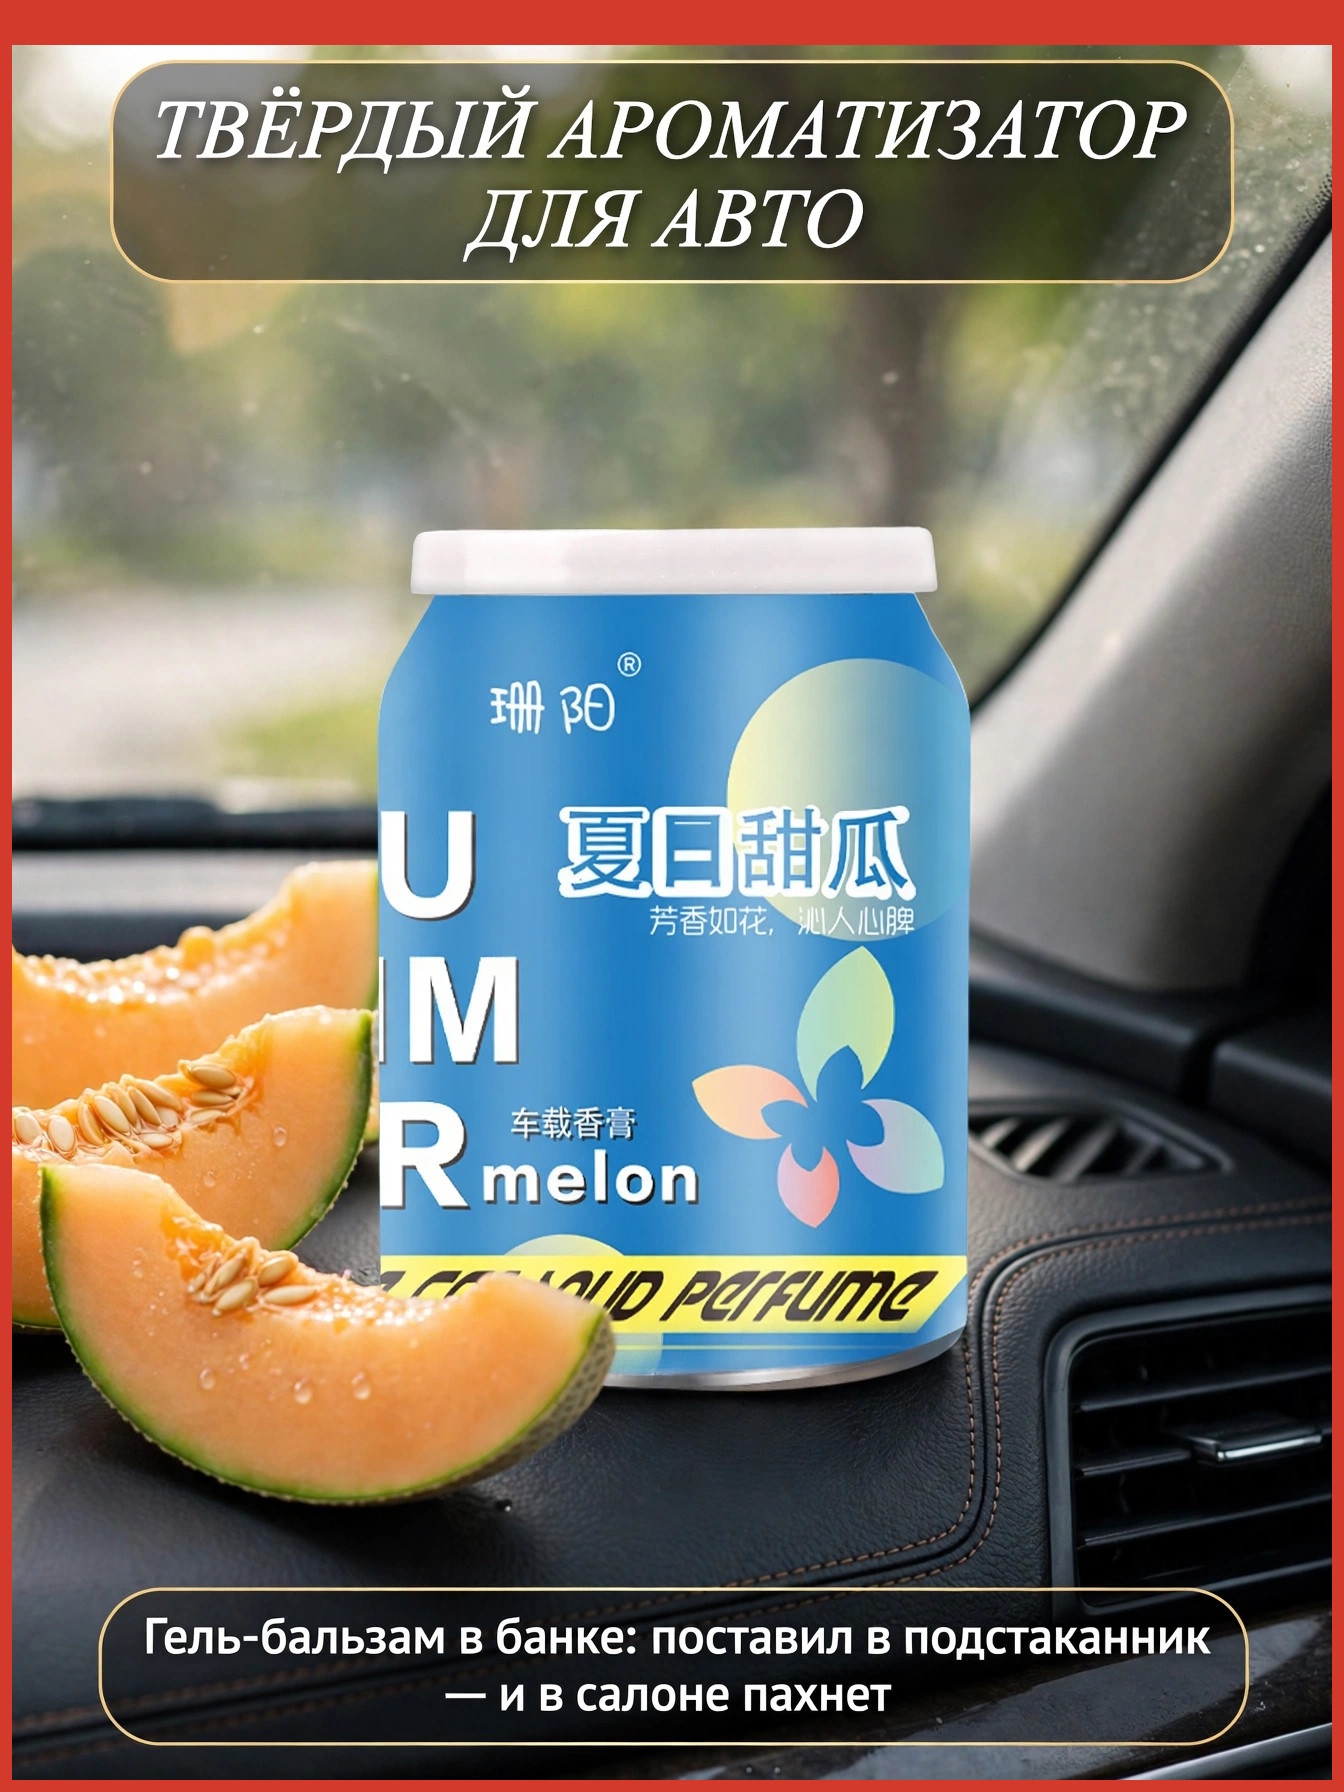 ТВЁРДЫЙ АРОМАТИЗАТОР
ДЛЯ АВТО
珊阳®
U
夏日甜瓜
芳香如花，沁人心脾
M
车载香膏
R melon
PERFUME
Гель-бальзам в банке: поставил в подстаканник
— и в салоне пахнет